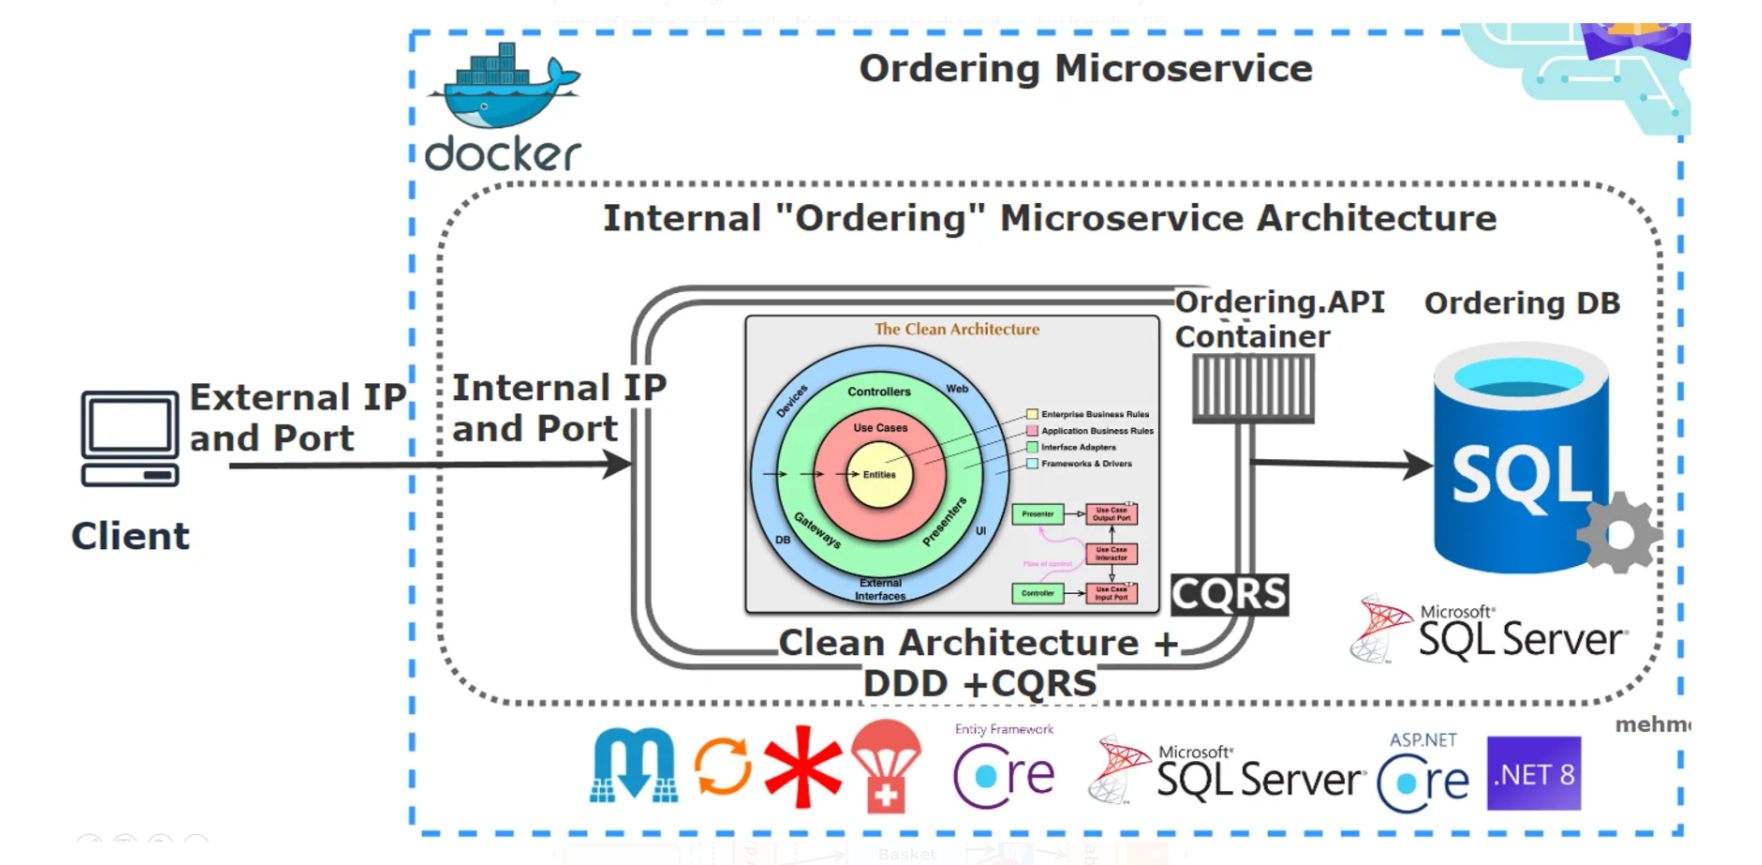 Ordering Microservice
docker
Internal "Ordering" Microservice Architecture
Ordering.API
Container
Ordering DB
External IP
and Port
Internal IP
and Port
Client
The Clean Architecture
Devices
Controllers
Web
Use Cases
Entities
Gateways
Presenters
DB
UI
External
Interfaces
Enterprise Business Rules
Application Business Rules
Interface Adapters
Frameworks & Drivers
Presenter
Use Case
Output Port
Use Case
Interactor
Flow of control
Controller
Use Case
Input Port
SQL
CQRS
Clean Architecture +
DDD +CQRS
Microsoft®
SQL Server®
mehm
Entity Framework
Core
Microsoft®
SQL Server®
ASP.NET
Core
.NET 8
Basket